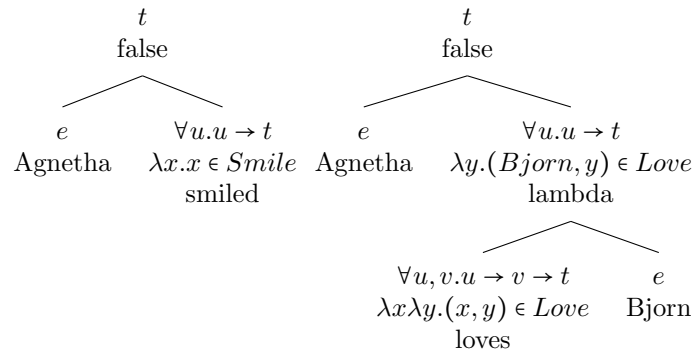 t t
false false
e ∀u.u → t e ∀u.u → t
Agnetha λx.x ∈ Smile Agnetha λy.(Bjorn, y) ∈ Love
smiled lambda
∀u, v.u → v → t e
λxλy.(x, y) ∈ Love Bjorn
loves